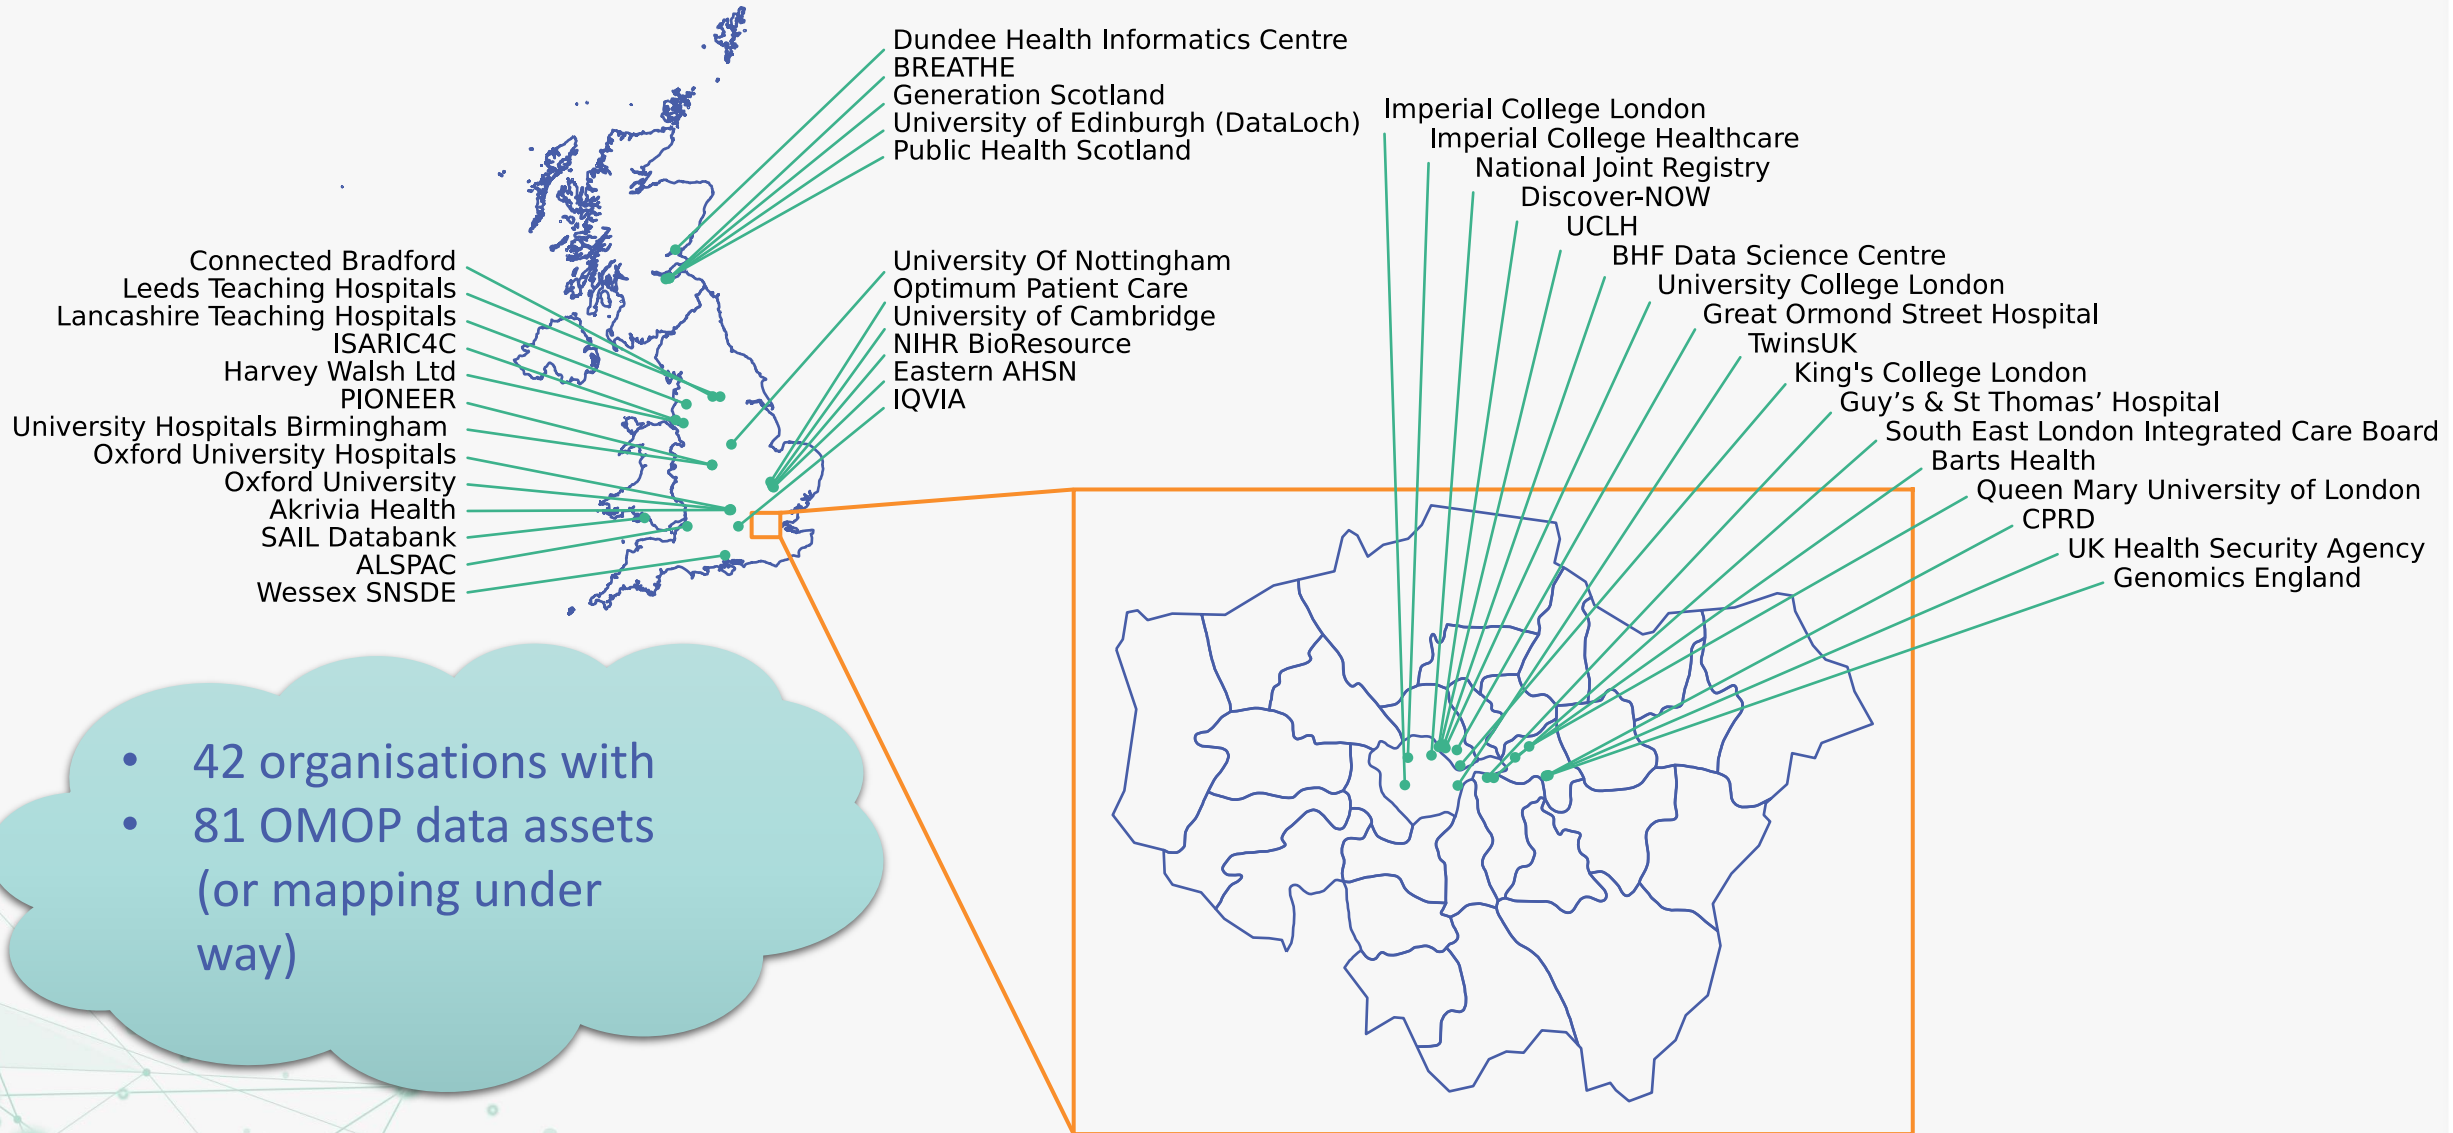 Dundee Health Informatics Centre
BREATHE
Generation Scotland
University of Edinburgh (DataLoch)
Public Health Scotland
Connected Bradford
Leeds Teaching Hospitals
Lancashire Teaching Hospitals
ISARIC4C
Harvey Walsh Ltd
PIONEER
University Hospitals Birmingham
Oxford University Hospitals
Oxford University
Akrivia Health
SAIL Databank
ALSPAC
Wessex SNSDE
University Of Nottingham
Optimum Patient Care
University of Cambridge
NIHR BioResource
Eastern AHSN
IQVIA
Imperial College London
Imperial College Healthcare
National Joint Registry
Discover-NOW
UCLH
BHF Data Science Centre
University College London
Great Ormond Street Hospital
TwinsUK
King's College London
Guy’s & St Thomas’ Hospital
South East London Integrated Care Board
Barts Health
Queen Mary University of London
CPRD
UK Health Security Agency
Genomics England
• 42 organisations with
• 81 OMOP data assets
(or mapping under
way)